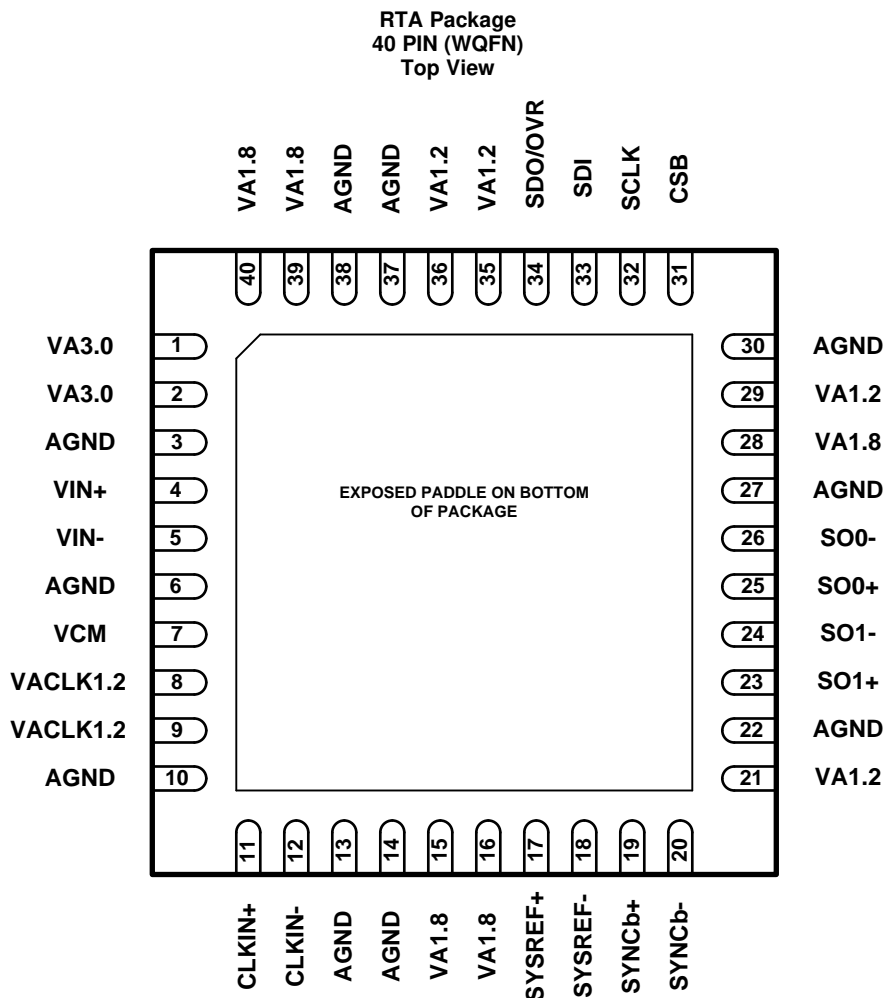 RTA Package
40 PIN (WQFN)
Top View
VA1.8
VA1.8
AGND
AGND
VA1.2
VA1.2
SDO/OVR
SDI
SCLK
CSB
40
39
38
37
36
35
34
33
32
31
VA3.0 1
VA3.0 2
AGND 3
VIN+ 4
VIN- 5
AGND 6
VCM 7
VACLK1.2 8
VACLK1.2 9
AGND 10
EXPOSED PADDLE ON BOTTOM
OF PACKAGE
30 AGND
29 VA1.2
28 VA1.8
27 AGND
26 SO0-
25 SO0+
24 SO1-
23 SO1+
22 AGND
21 VA1.2
11
12
13
14
15
16
17
18
19
20
CLKIN+
CLKIN-
AGND
AGND
VA1.8
VA1.8
SYSREF+
SYSREF-
SYNCb+
SYNCb-